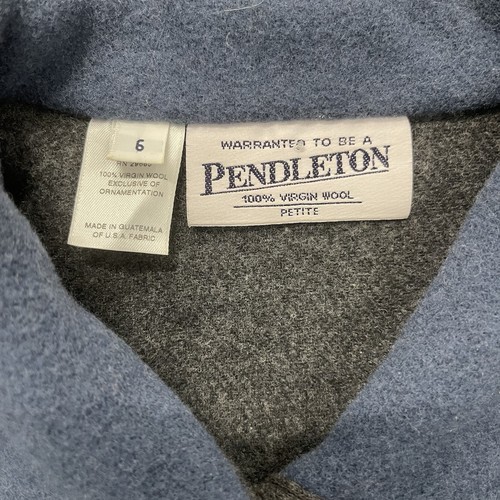 6
100% VIRGIN WOOL
EXCLUSIVE OF
ORNAMENTATION
MADE IN GUATEMALA
OF U.S.A. FABRIC
WARRANTED TO BE A
PENDLETON
100% VIRGIN WOOL
PETITE